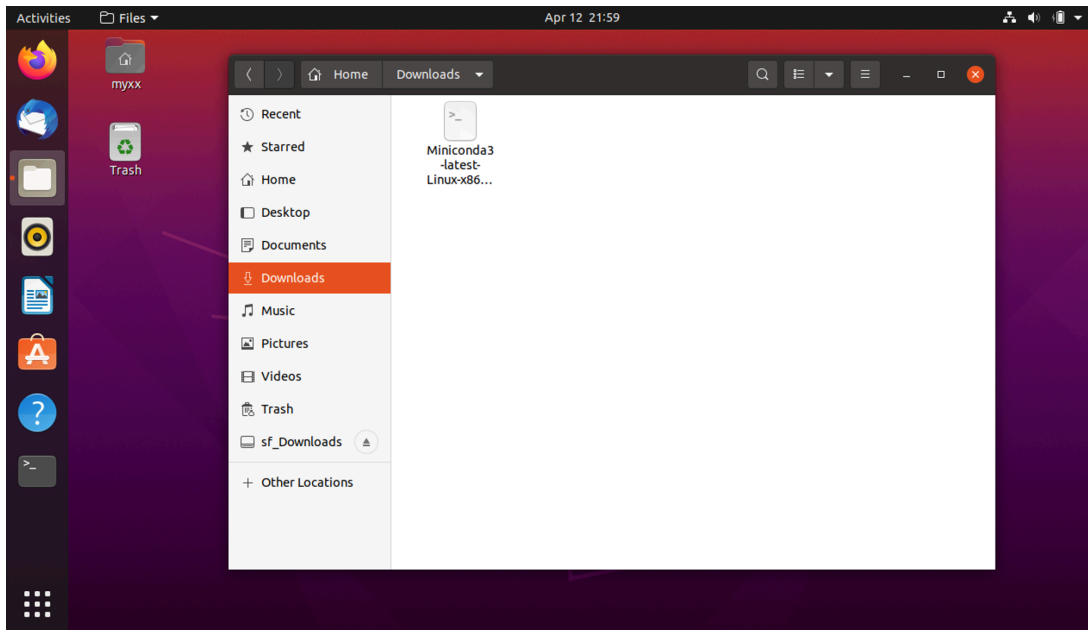 Activities
Files
Apr 12 21:59
myxx
Trash
Home
Downloads
Recent
Starred
Home
Desktop
Documents
Downloads
Music
Pictures
Videos
Trash
sf_Downloads
Other Locations
Miniconda3
-latest-
Linux-x86...